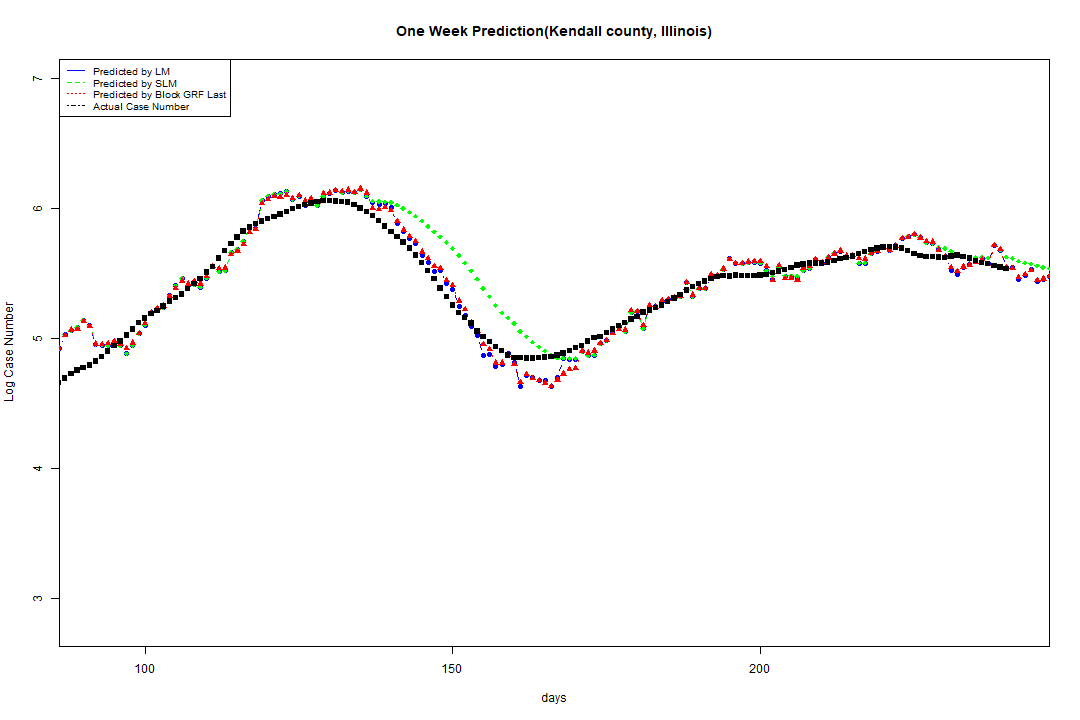 One Week Prediction(Kendall county, Illinois)
Predicted by LM
Predicted by SLM
Predicted by Block GRF Last
Actual Case Number
7
6
5
4
3
Log Case Number
100 150 200
days